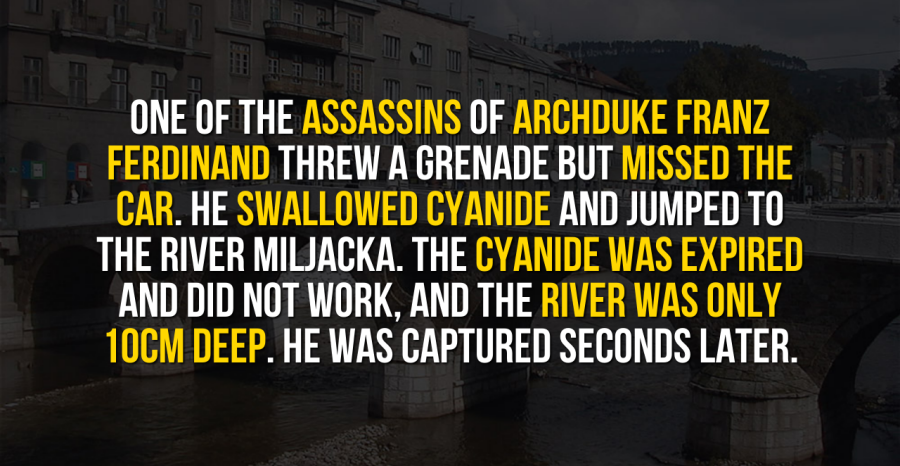 ONE OF THE ASSASSINS OF ARCHDUKE FRANZ
FERDINAND THREW A GRENADE BUT MISSED THE
CAR. HE SWALLOWED CYANIDE AND JUMPED TO
THE RIVER MILJACKA. THE CYANIDE WAS EXPIRED
AND DID NOT WORK, AND THE RIVER WAS ONLY
10CM DEEP. HE WAS CAPTURED SECONDS LATER.